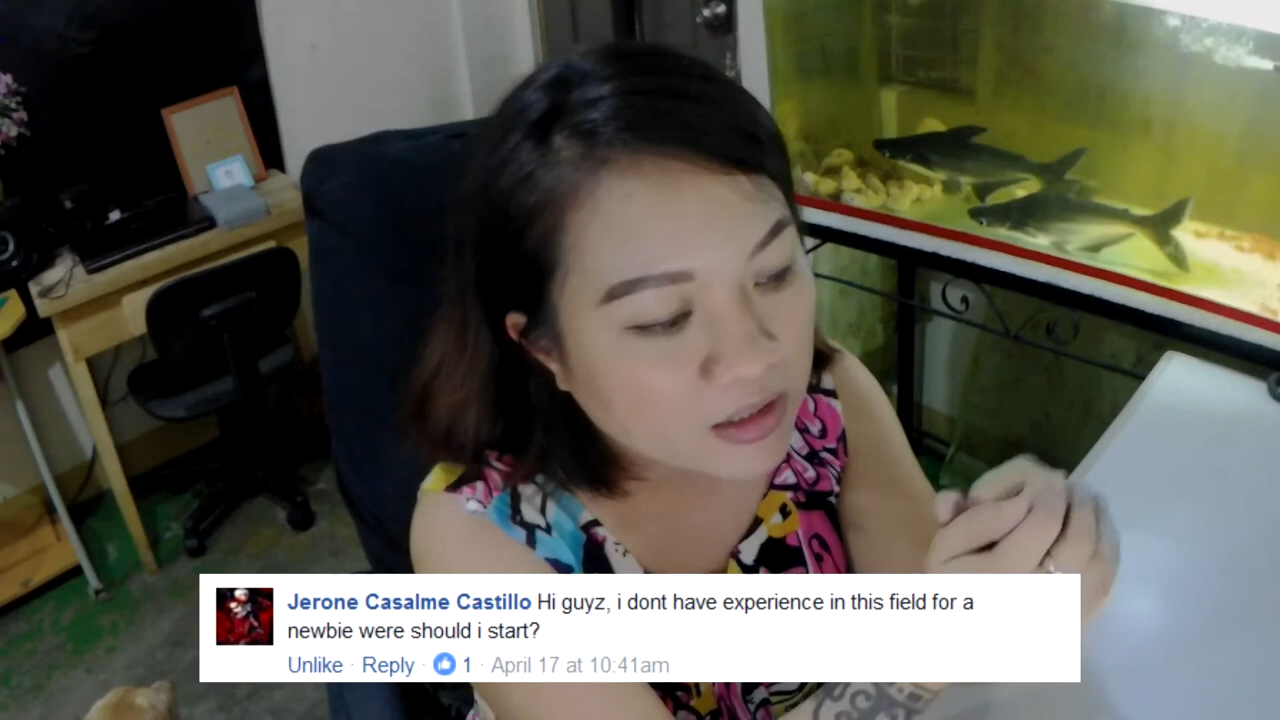 Jerone Casalme Castillo Hi guyz, i dont have experience in this field for a
newbie were should i start?
Unlike · Reply · 1 · April 17 at 10:41am